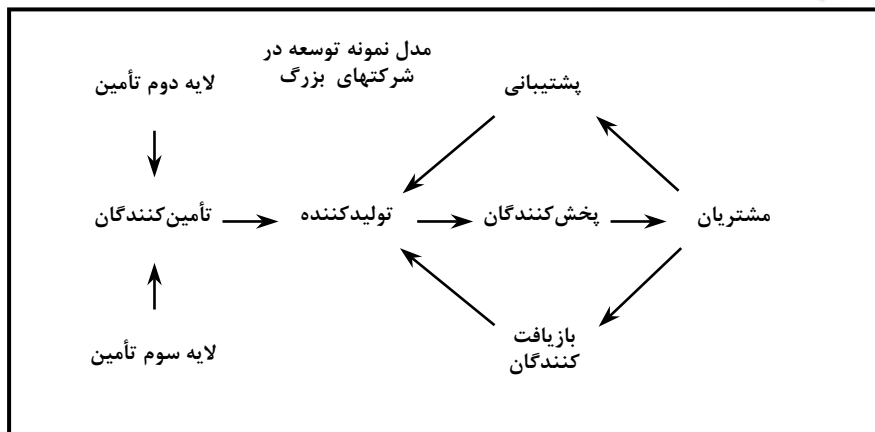 مدل نمونه توسعه در
شرکتهای بزرگ
پشتیبانی
لایه دوم تأمین
مشتریان
پخش‌کنندگان
تولیدکننده
تأمین‌کنندگان
بازیافت
کنندگان
لایه سوم تأمین